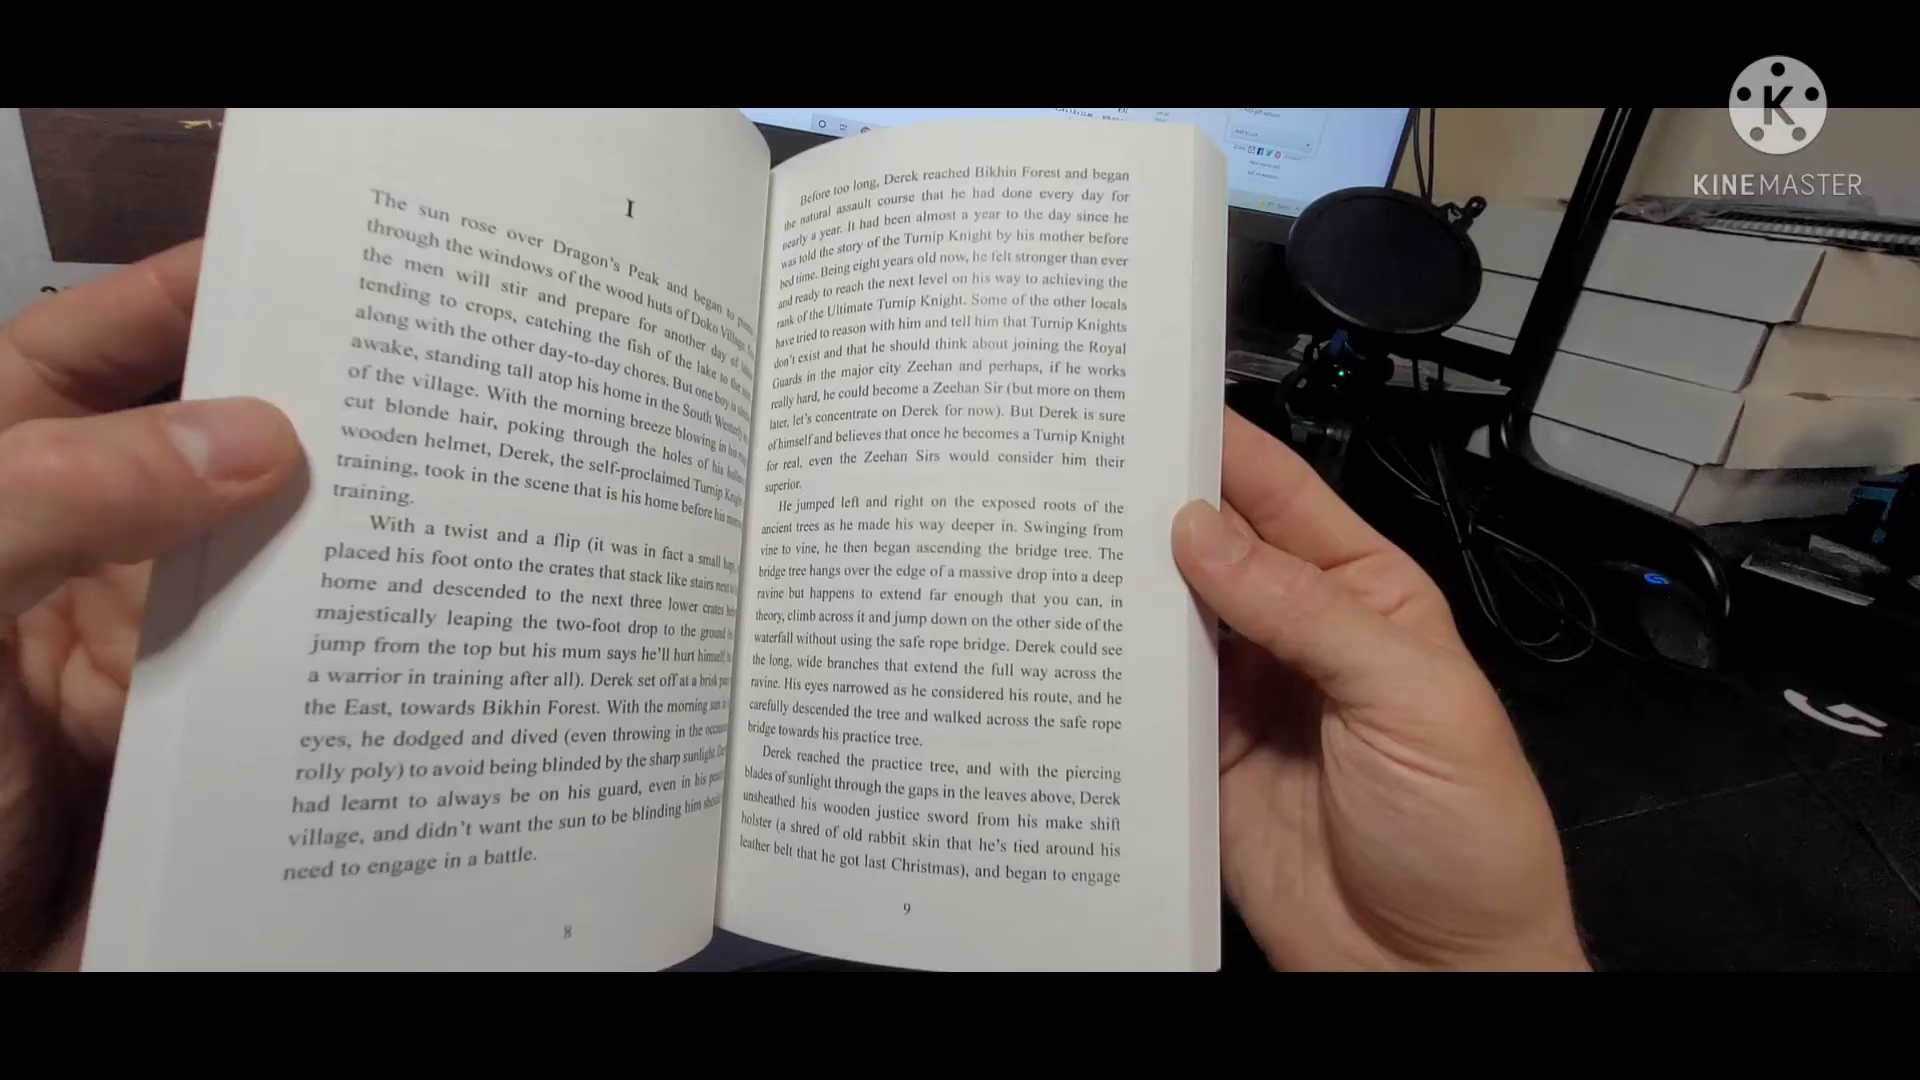 I
The sun rose over Dragon's Peak and began to
through the windows of the wood huts of Doko Village.
the men will stir and prepare for another day of
tending to crops, catching the fish of the lake to the
along with the other day-to-day chores. But one boy is
awake, standing tall atop his home in the South Westerly
of the village. With the morning breeze blowing in his
cut blonde hair, poking through the holes of his
wooden helmet, Derek, the self-proclaimed Turnip Knight
training, took in the scene that is his home before his
training.
With a twist and a flip (it was in fact a small
placed his foot onto the crates that stack like stairs next
home and descended to the next three lower crates
majestically leaping the two-foot drop to the ground
jump from the top but his mum says he'll hurt himself,
a warrior in training after all). Derek set off at a brisk
the East, towards Bikhin Forest. With the morning sun
eyes, he dodged and dived (even throwing in the
rolly poly) to avoid being blinded by the sharp sunlight.
had learnt to always be on his guard, even in his
village, and didn't want the sun to be blinding him
need to engage in a battle.
8
Before too long, Derek reached Bikhin Forest and began
the natural assault course that he had done every day for
nearly a year. It had been almost a year to the day since he
was told the story of the Turnip Knight by his mother before
bed time. Being eight years old now, he felt stronger than ever
and ready to reach the next level on his way to achieving the
rank of the Ultimate Turnip Knight. Some of the other locals
have tried to reason with him and tell him that Turnip Knights
don't exist and that he should think about joining the Royal
Guards in the major city Zeehan and perhaps, if he works
really hard, he could become a Zeehan Sir (but more on them
later, let's concentrate on Derek for now). But Derek is sure
of himself and believes that once he becomes a Turnip Knight
for real, even the Zeehan Sirs would consider him their
superior.
He jumped left and right on the exposed roots of the
ancient trees as he made his way deeper in. Swinging from
vine to vine, he then began ascending the bridge tree. The
bridge tree hangs over the edge of a massive drop into a deep
ravine but happens to extend far enough that you can, in
theory, climb across it and jump down on the other side of the
waterfall without using the safe rope bridge. Derek could see
the long, wide branches that extend the full way across the
ravine. His eyes narrowed as he considered his route, and he
carefully descended the tree and walked across the safe rope
bridge towards his practice tree.
Derek reached the practice tree, and with the piercing
blades of sunlight through the gaps in the leaves above, Derek
unsheathed his wooden justice sword from his make shift
holster (a shred of old rabbit skin that he's tied around his
leather belt that he got last Christmas), and began to engage
9
K
KINEMASTER